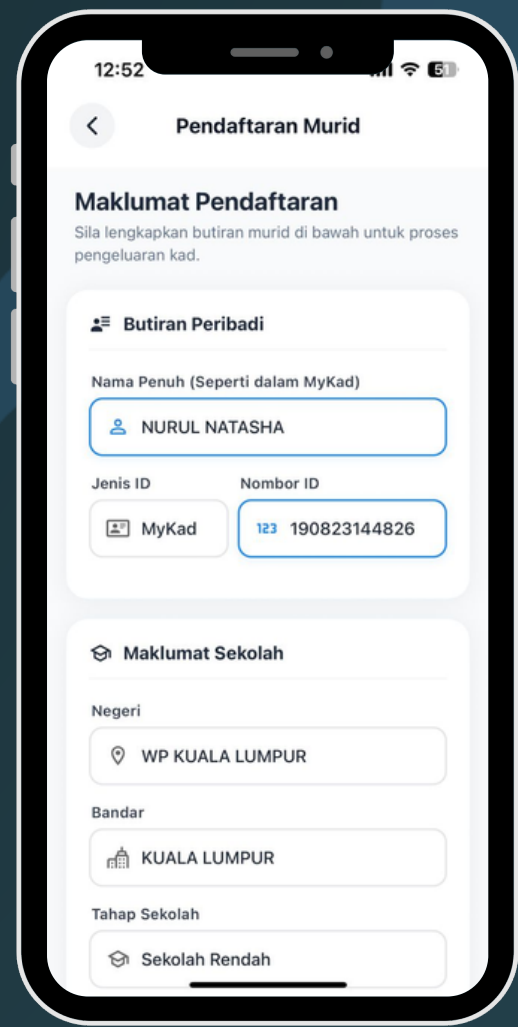 12:52
51
Pendaftaran Murid
Maklumat Pendaftaran
Sila lengkapkan butiran murid di bawah untuk proses
pengeluaran kad.
Butiran Peribadi
Nama Penuh (Seperti dalam MyKad)
NURUL NATASHA
Jenis ID
Nombor ID
MyKad
123 190823144826
Maklumat Sekolah
Negeri
WP KUALA LUMPUR
Bandar
KUALA LUMPUR
Tahap Sekolah
Sekolah Rendah